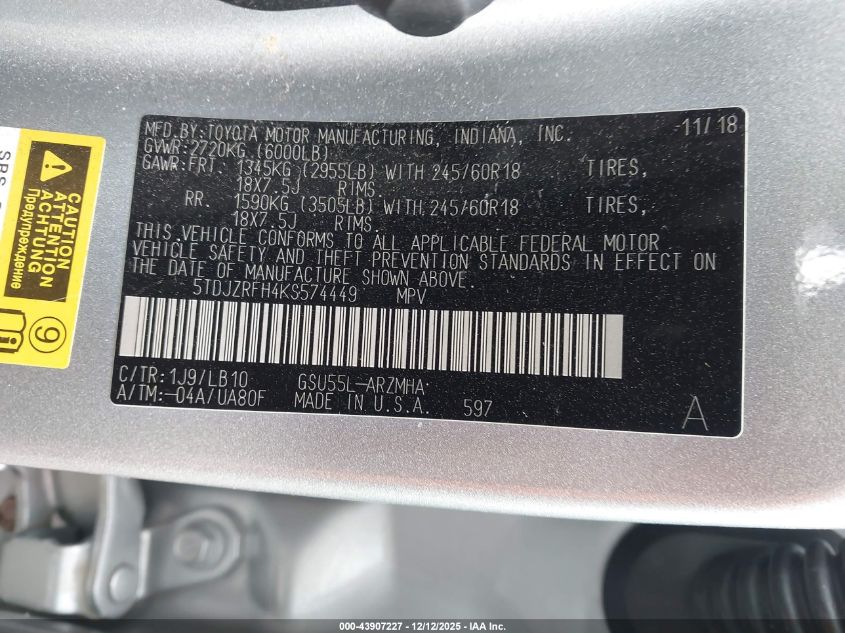 MFD.BY:TOYOTA MOTOR MANUFACTURING, INDIANA, INC. 11/18
GVWR:2720KG (6000LB)
GAWR:FRT. 1345KG (2955LB) WITH 245/60R18 TIRES,
18X7.5J RIMS.
RR. 1590KG (3505LB) WITH 245/60R18 TIRES,
18X7.5J RIMS.
THIS VEHICLE CONFORMS TO ALL APPLICABLE FEDERAL MOTOR
VEHICLE SAFETY AND THEFT PREVENTION STANDARDS IN EFFECT ON
THE DATE OF MANUFACTURE SHOWN ABOVE.
5TDJZRFH4KS574449 MPV
C/TR:1J9/LB10 GSU55L-ARZMHA
A/TM:-04A/UA80F MADE IN U.S.A. 597
A
CAUTION
ATTENTION
ACHTUNG
Предупреждение
9
SRS
000-43907227 - 12/12/2025 - IAA Inc.